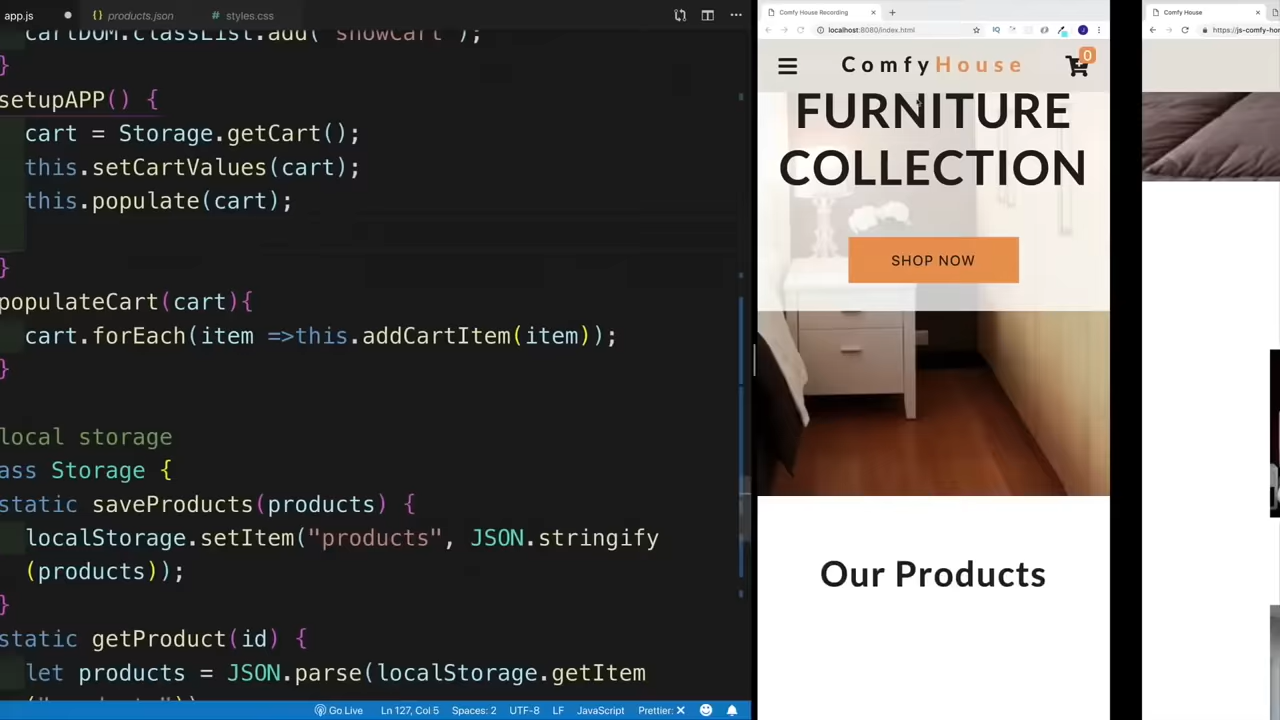 app.js
products.json
styles.css
cartDOM.classList.add("showCart");
}
setupAPP() {
cart = Storage.getCart();
this.setCartValues(cart);
this.populate(cart);
}
populateCart(cart){
cart.forEach(item =>this.addCartItem(item));
}
local storage
ass Storage {
static saveProducts(products) {
localStorage.setItem("products", JSON.stringify
(products));
}
static getProduct(id) {
let products = JSON.parse(localStorage.getItem
Go Live
Ln 127, Col 5
Spaces: 2
UTF-8
LF
JavaScript
Prettier: ✕
Comfy House Recording
localhost:8080/index.html
ComfyHouse
0
FURNITURE
COLLECTION
SHOP NOW
Our Products
Comfy House
https://js-comfy-ho